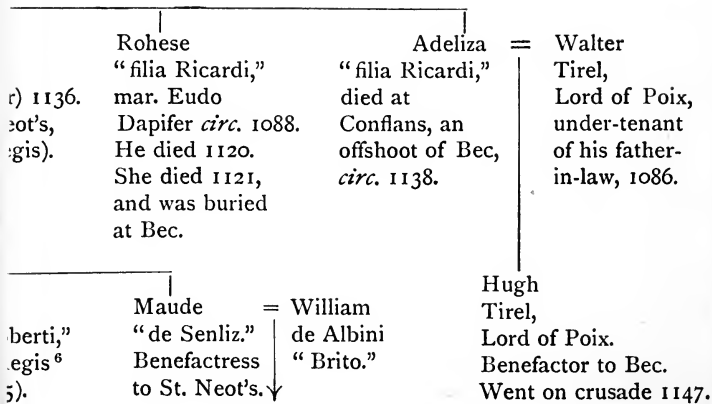 Rohese
"filia Ricardi,"
mar. Eudo
Dapifer circ. 1088.
He died 1120.
She died 1121,
and was buried
at Bec.
Adeliza = Walter
"filia Ricardi,"
died at
Conflans, an
offshoot of Bec,
circ. 1138.
Tirel,
Lord of Poix,
under-tenant
of his father-
in-law, 1086.
r) 1136.
eot's,
egis).
Maude = William
"de Senliz."
Benefactress
to St. Neot's.
de Albini
"Brito."
Hugh
Tirel,
Lord of Poix.
Benefactor to Bec.
Went on crusade 1147.
berti,"
egis 6
5).